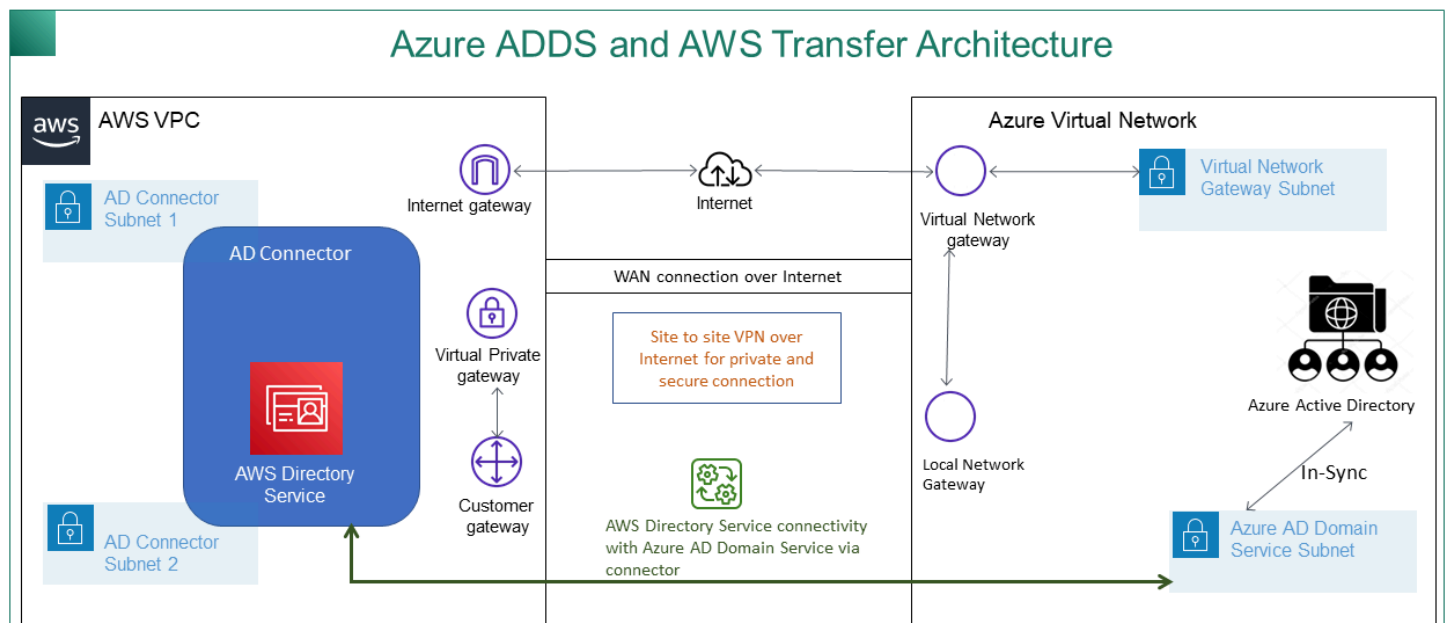 Azure ADDS and AWS Transfer Architecture
aws
AWS VPC
AD Connector
Subnet 1
AD Connector
AWS Directory
Service
AD Connector
Subnet 2
Internet gateway
Virtual Private
gateway
Customer
gateway
Internet
WAN connection over Internet
Site to site VPN over
Internet for private and
secure connection
AWS Directory Service connectivity
with Azure AD Domain Service via
connector
Azure Virtual Network
Virtual Network
gateway
Virtual Network
Gateway Subnet
Local Network
Gateway
Azure Active Directory
In-Sync
Azure AD Domain
Service Subnet